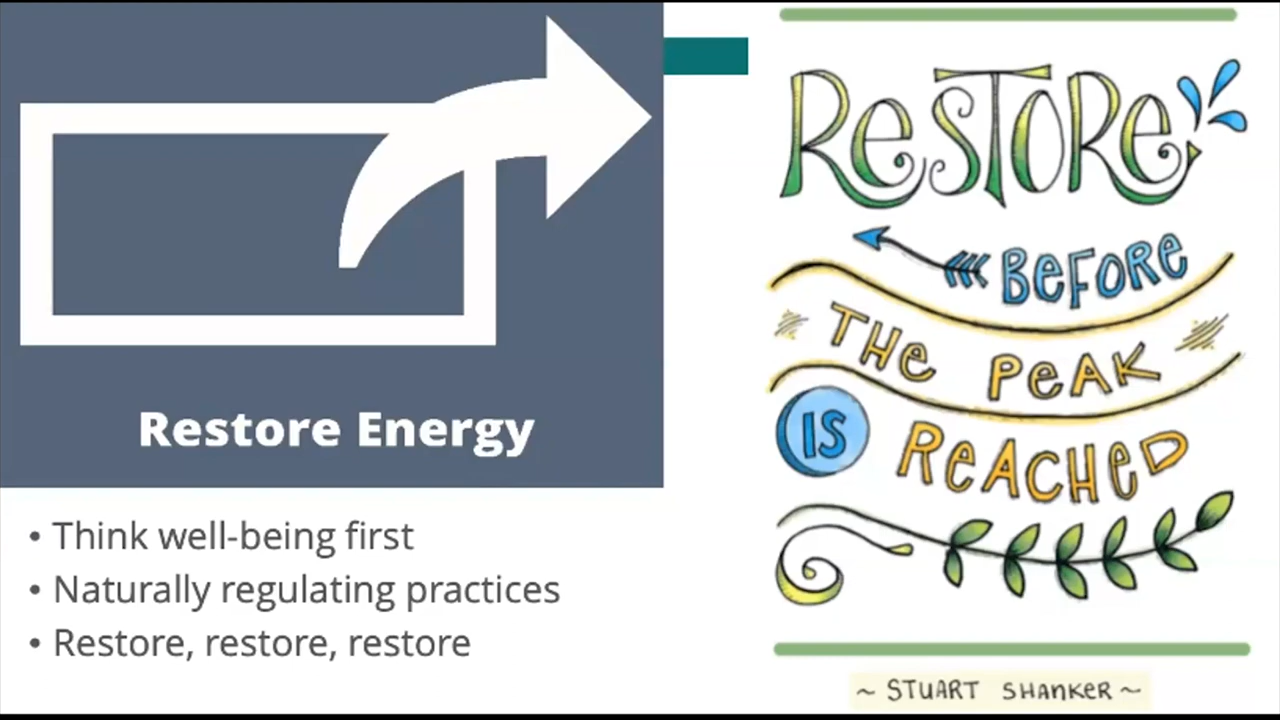 Restore Energy
• Think well-being first
• Naturally regulating practices
• Restore, restore, restore
ReSTORe
BeFORe
THe PeAK
IS ReACHeD
~ STUART SHANKER ~